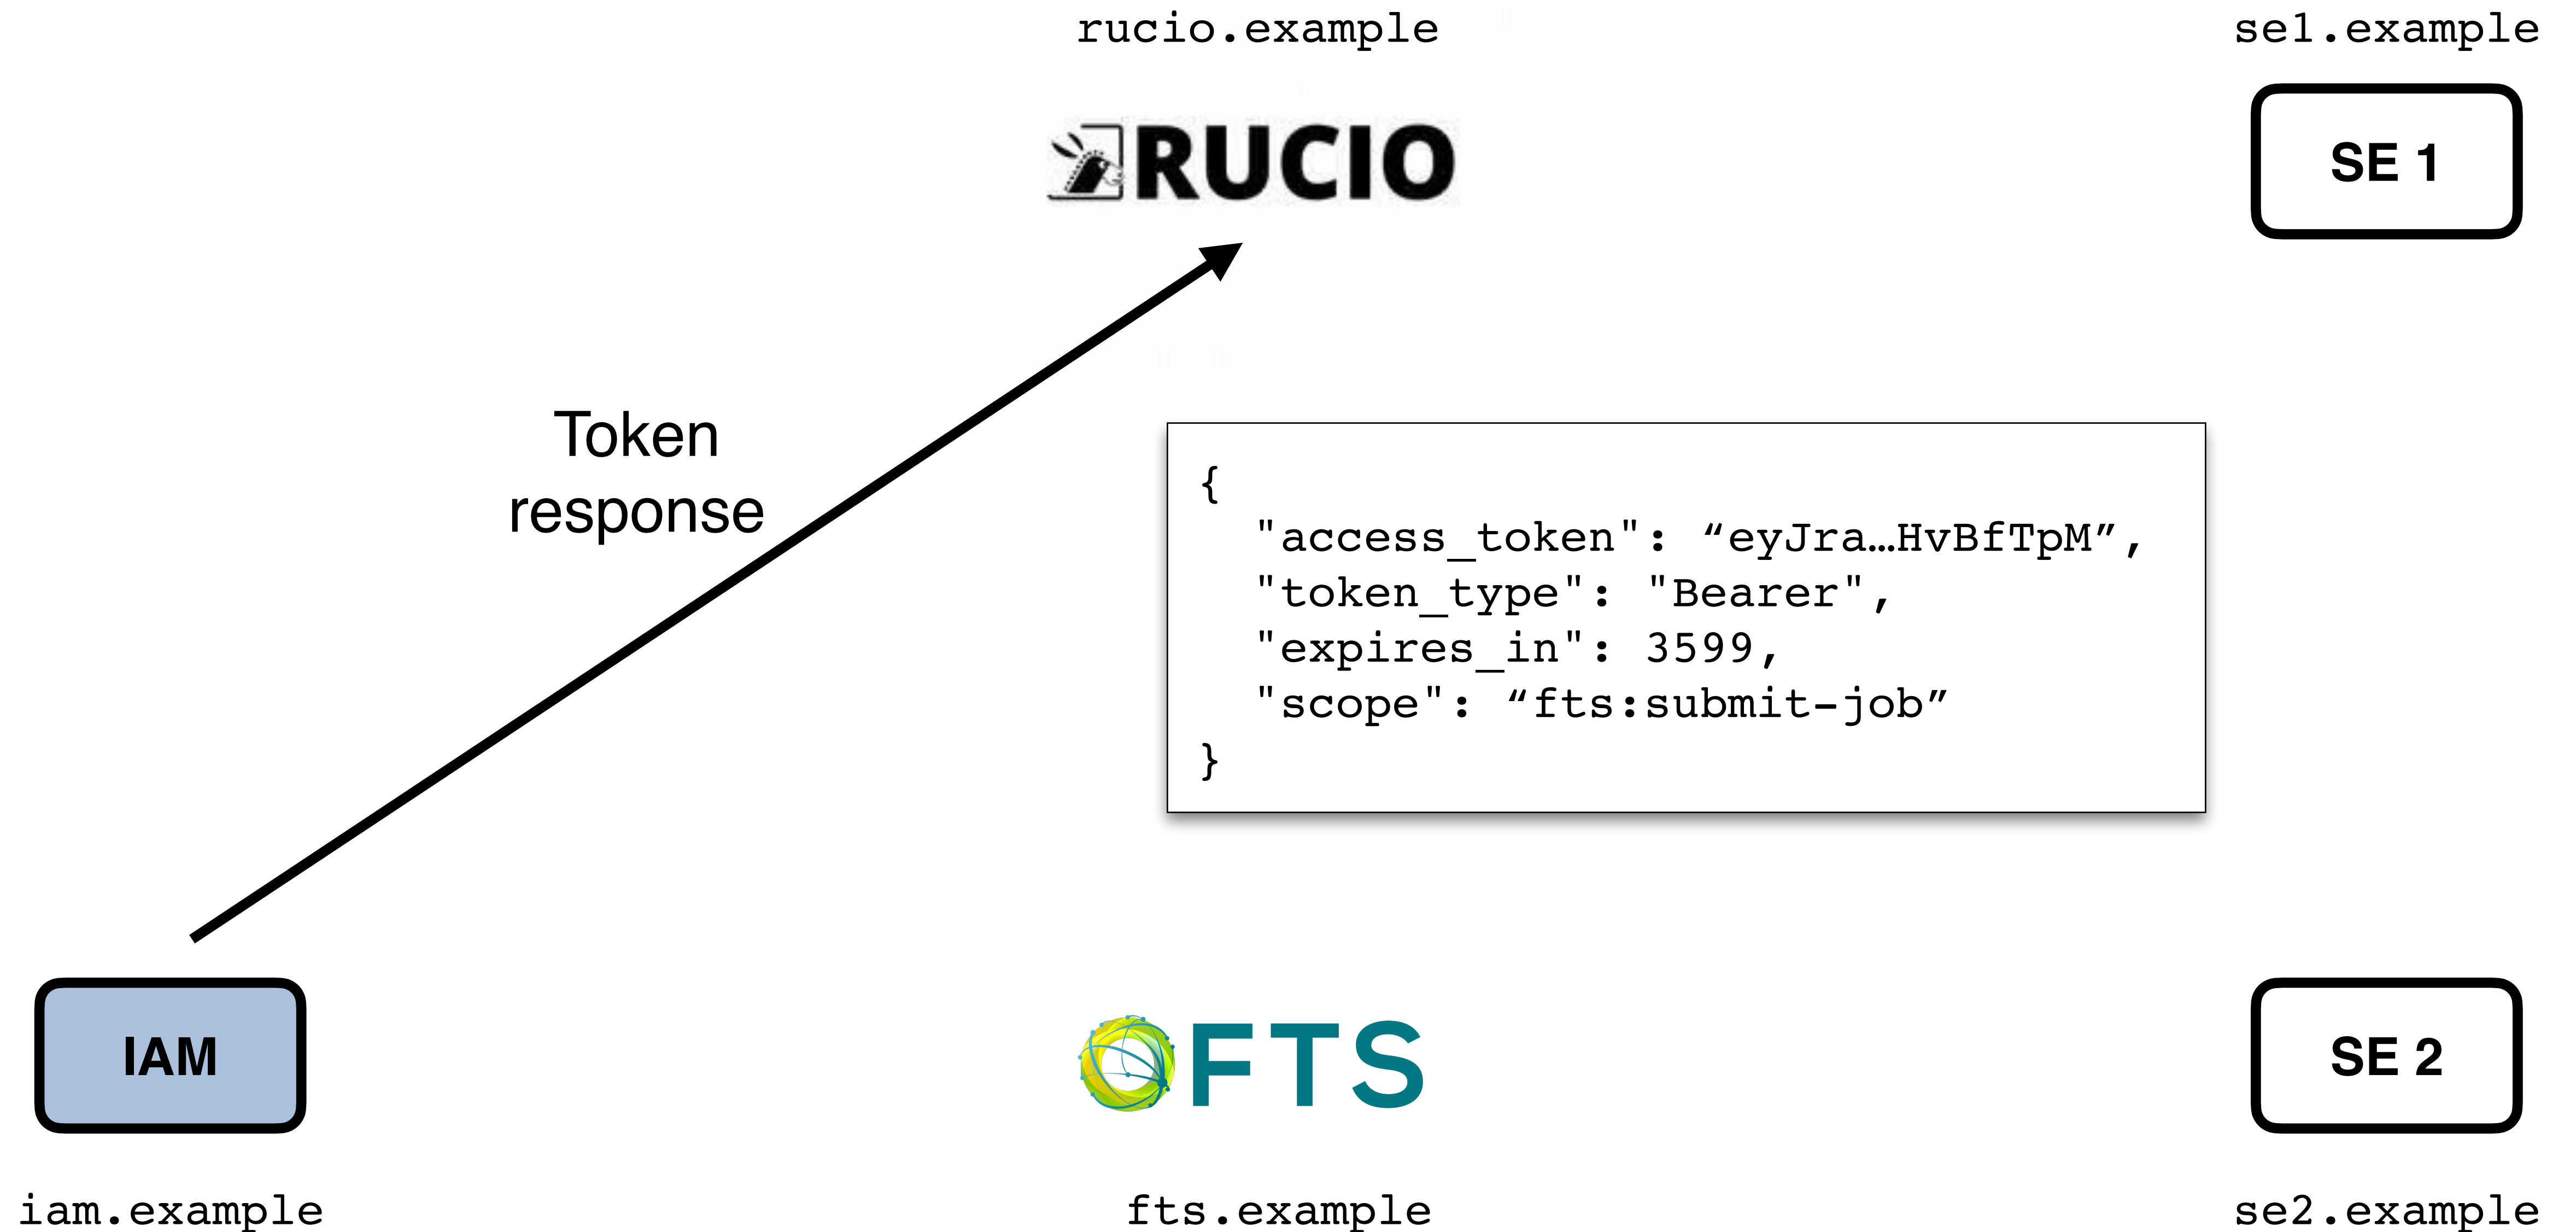 rucio.example
se1.example
RUCIO
SE 1
Token
response
{
"access_token": “eyJra…HvBfTpM”,
"token_type": "Bearer",
"expires_in": 3599,
"scope": “fts:submit-job”
}
IAM
FTS
SE 2
iam.example
fts.example
se2.example